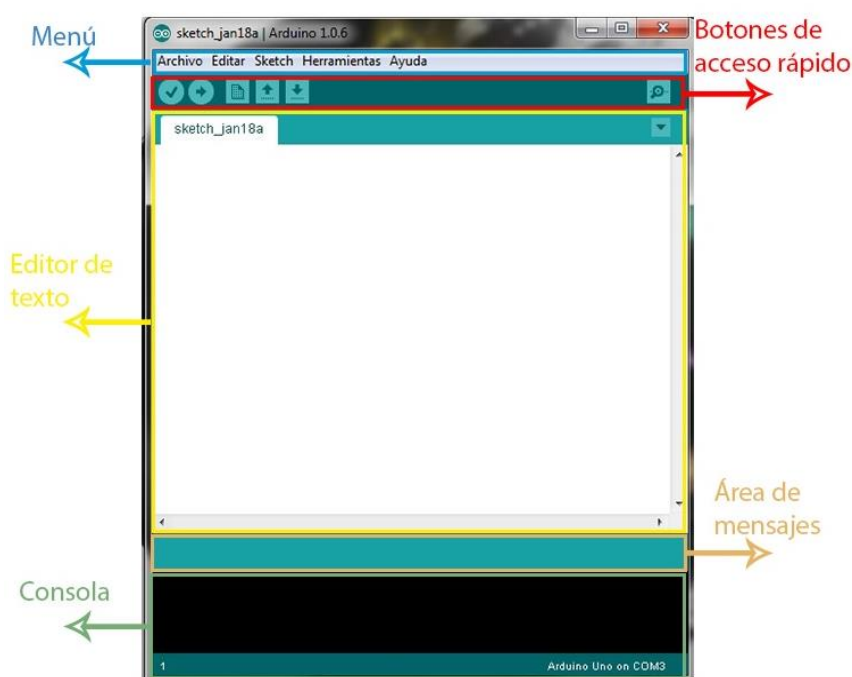 Menú
sketch_jan18a | Arduino 1.0.6
Botones de
acceso rápido
Archivo Editar Sketch Herramientas Ayuda
sketch_jan18a
Editor de
texto
Área de
mensajes
Consola
1
Arduino Uno on COM3